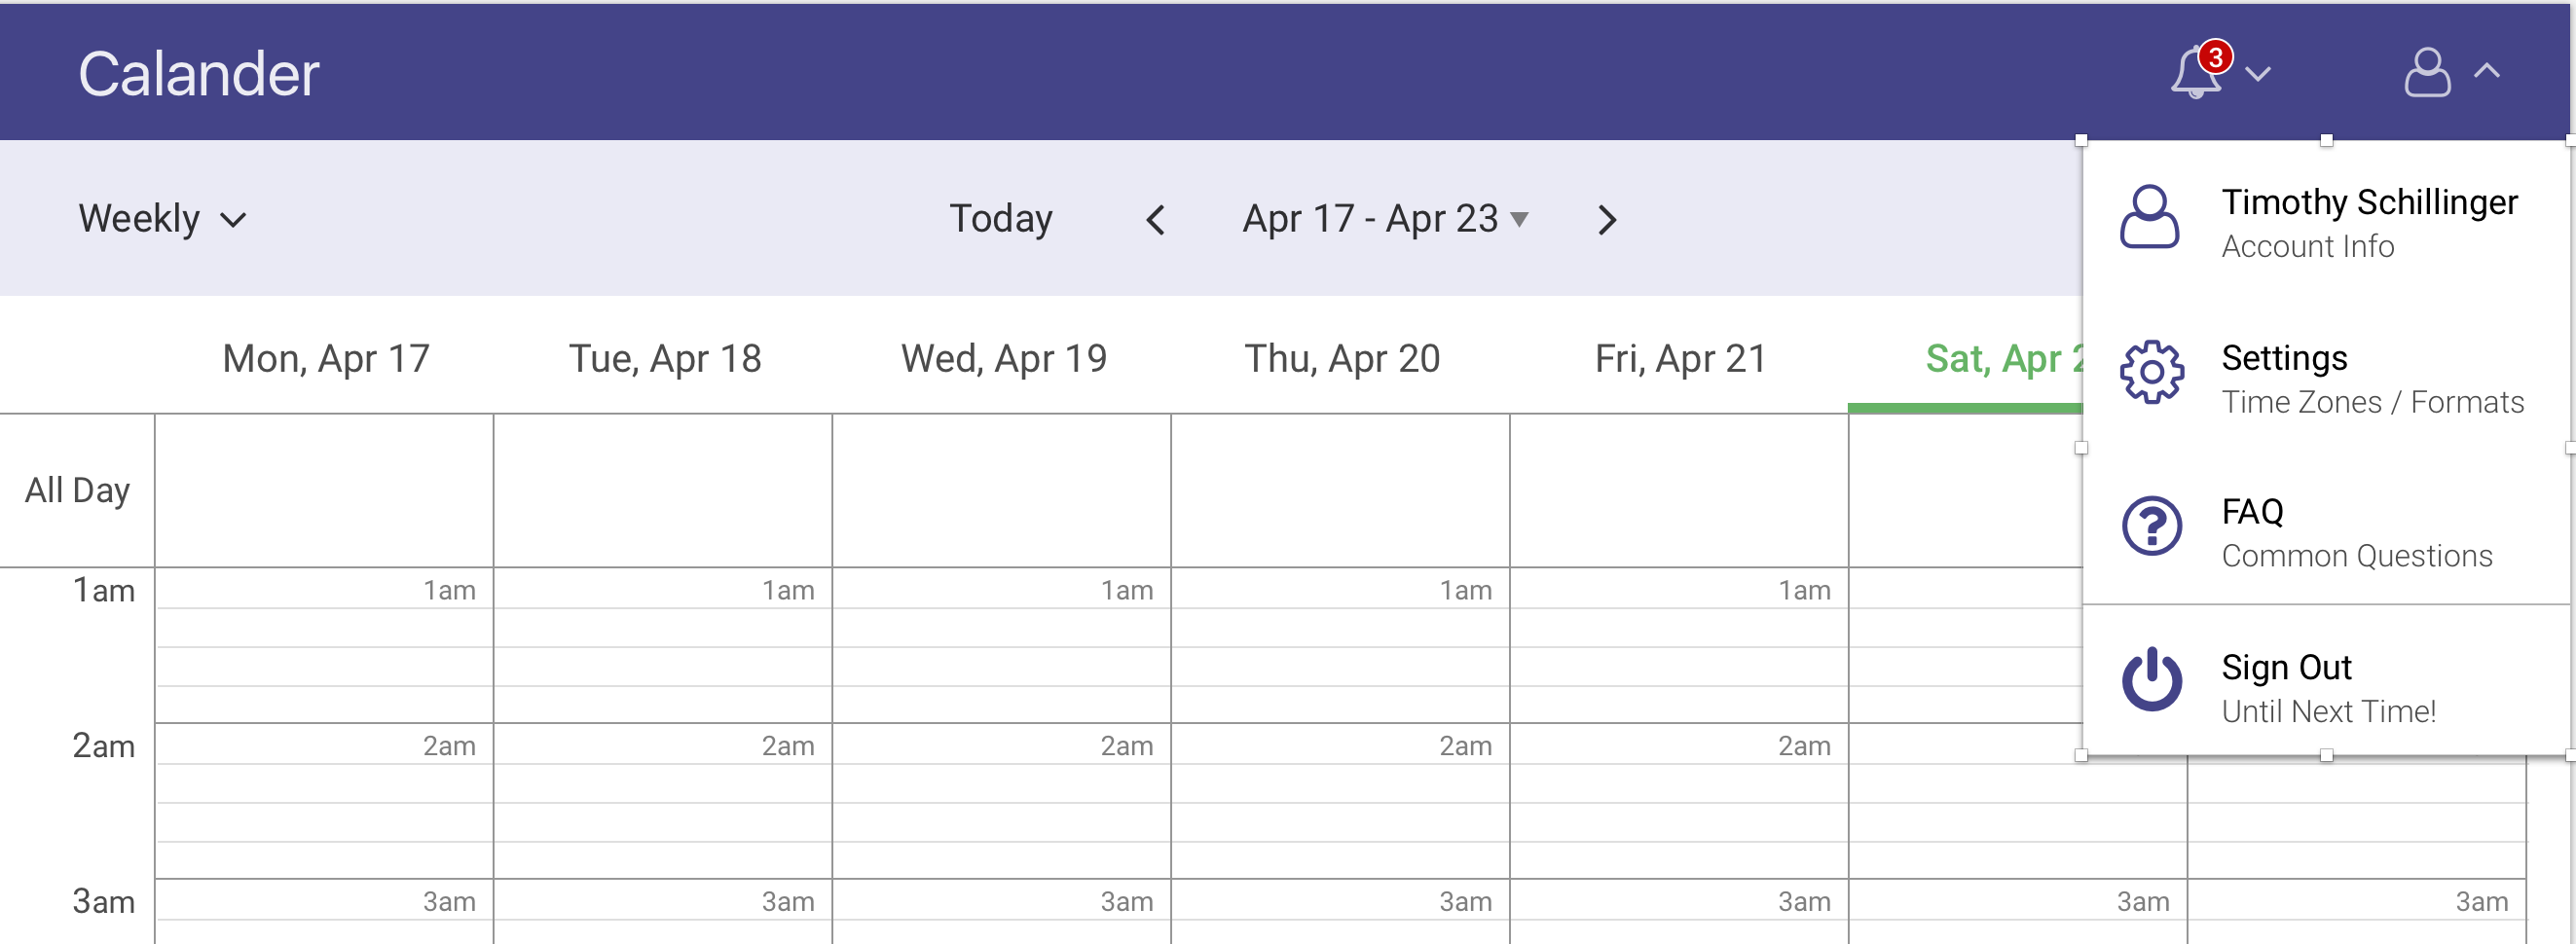 Calander
3
Weekly
Today
Apr 17 - Apr 23
Timothy Schillinger
Account Info
Settings
Time Zones / Formats
FAQ
Common Questions
Sign Out
Until Next Time!
Mon, Apr 17
Tue, Apr 18
Wed, Apr 19
Thu, Apr 20
Fri, Apr 21
Sat, Apr
All Day
1am 1am 1am 1am 1am 1am
2am 2am 2am 2am 2am 2am
3am 3am 3am 3am 3am 3am 3am 3am